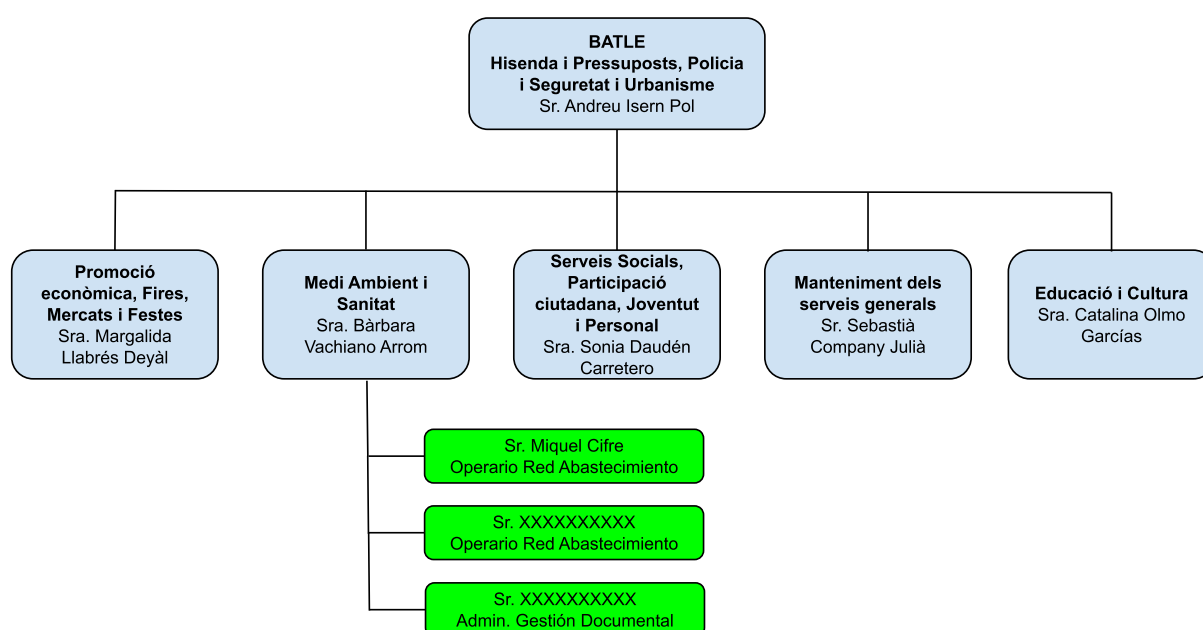 BATLE
Hisenda i Pressuposts, Policia
i Seguretat i Urbanisme
Sr. Andreu Isern Pol
Promoció
econòmica, Fires,
Mercats i Festes
Sra. Margalida
Llabrés Deyàl
Medi Ambient i
Sanitat
Sra. Bàrbara
Vachiano Arrom
Serveis Socials,
Participació
ciutadana, Joventut
i Personal
Sra. Sonia Daudén
Carretero
Manteniment dels
serveis generals
Sr. Sebastià
Company Julià
Educació i Cultura
Sra. Catalina Olmo
Garcías
Sr. Miquel Cifre
Operario Red Abastecimiento
Sr. XXXXXXXXXX
Operario Red Abastecimiento
Sr. XXXXXXXXXX
Admin. Gestión Documental